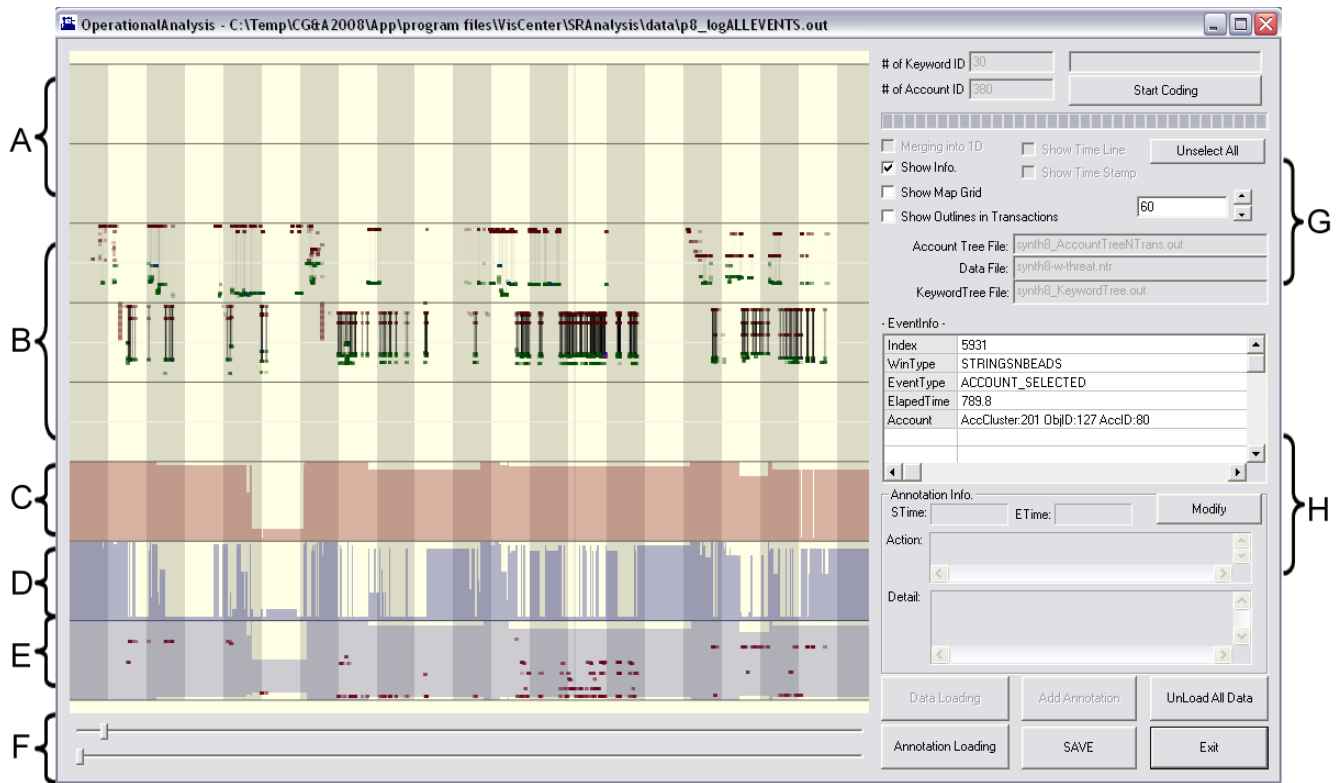 OperationalAnalysis - C:\Temp\CG&A2008\App\program files\VisCenter\SRAnalysis\data\p8_logALLEVENTS.out
A
B
C
D
E
F
# of Keyword ID 30
# of Account ID 380
Start Coding
Merging into 1D
Show Time Line
Unselect All
Show Info.
Show Time Stamp
Show Map Grid
60
Show Outlines in Transactions
Account Tree File: synth8_AccountTreeNTrans.out
Data File: synth8-w-threat.ntr
KeywordTree File: synth8_KeywordTree.out
G
- EventInfo -
Index 5931
WinType STRINGSNBEADS
EventType ACCOUNT_SELECTED
ElapedTime 789.8
Account AccCluster:201 ObjID:127 AccID:80
H
Annotation Info.
STime:
ETime:
Modify
Action:
Detail:
Data Loading
Add Annotation
UnLoad All Data
Annotation Loading
SAVE
Exit